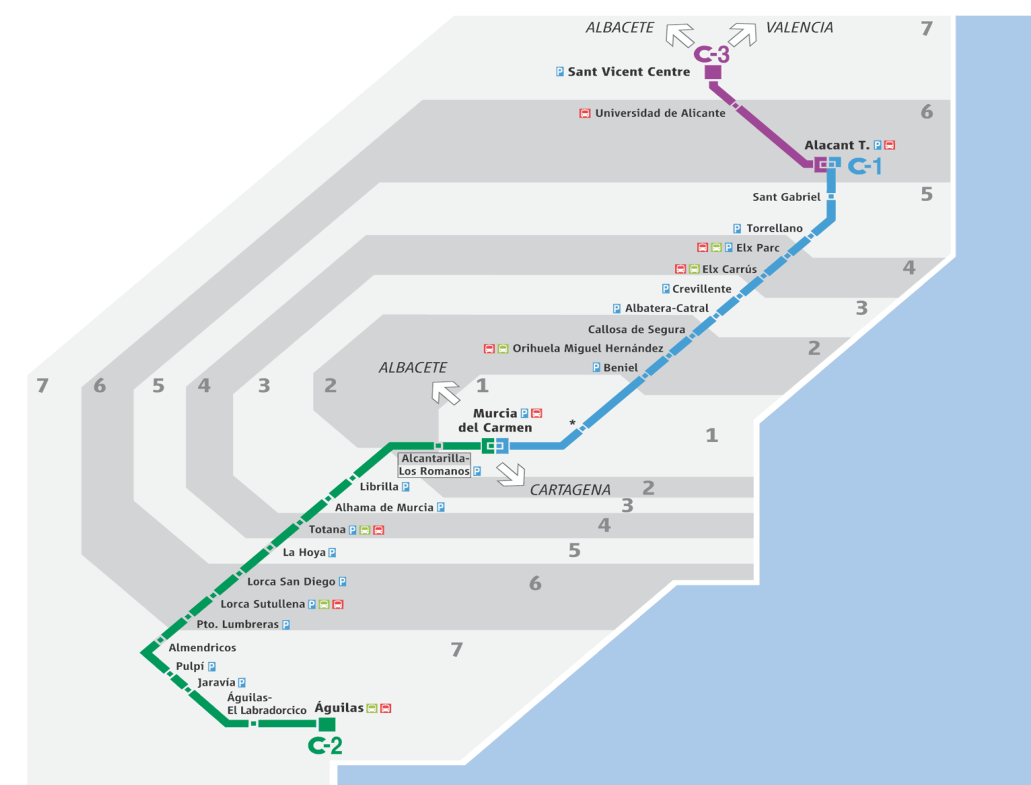 ALBACETE
VALENCIA
7
C-3
P Sant Vicent Centre
Universidad de Alicante
6
Alacant T. P
C-1
Sant Gabriel
5
P Torrellano
P Elx Parc
Elx Carrús
4
P Crevillente
P Albatera-Catral
3
Callosa de Segura
Orihuela Miguel Hernández
2
P Beniel
ALBACETE
7
6
5
4
3
2
1
Murcia P
del Carmen
*
1
Alcantarilla-
Los Romanos P
CARTAGENA
2
Librilla P
Alhama de Murcia P
3
Totana P
4
La Hoya P
5
Lorca San Diego P
6
Lorca Sutullena P
Pto. Lumbreras P
Almendricos
7
Pulpí P
Jaravía P
Águilas-
El Labradorcico
Águilas
C-2